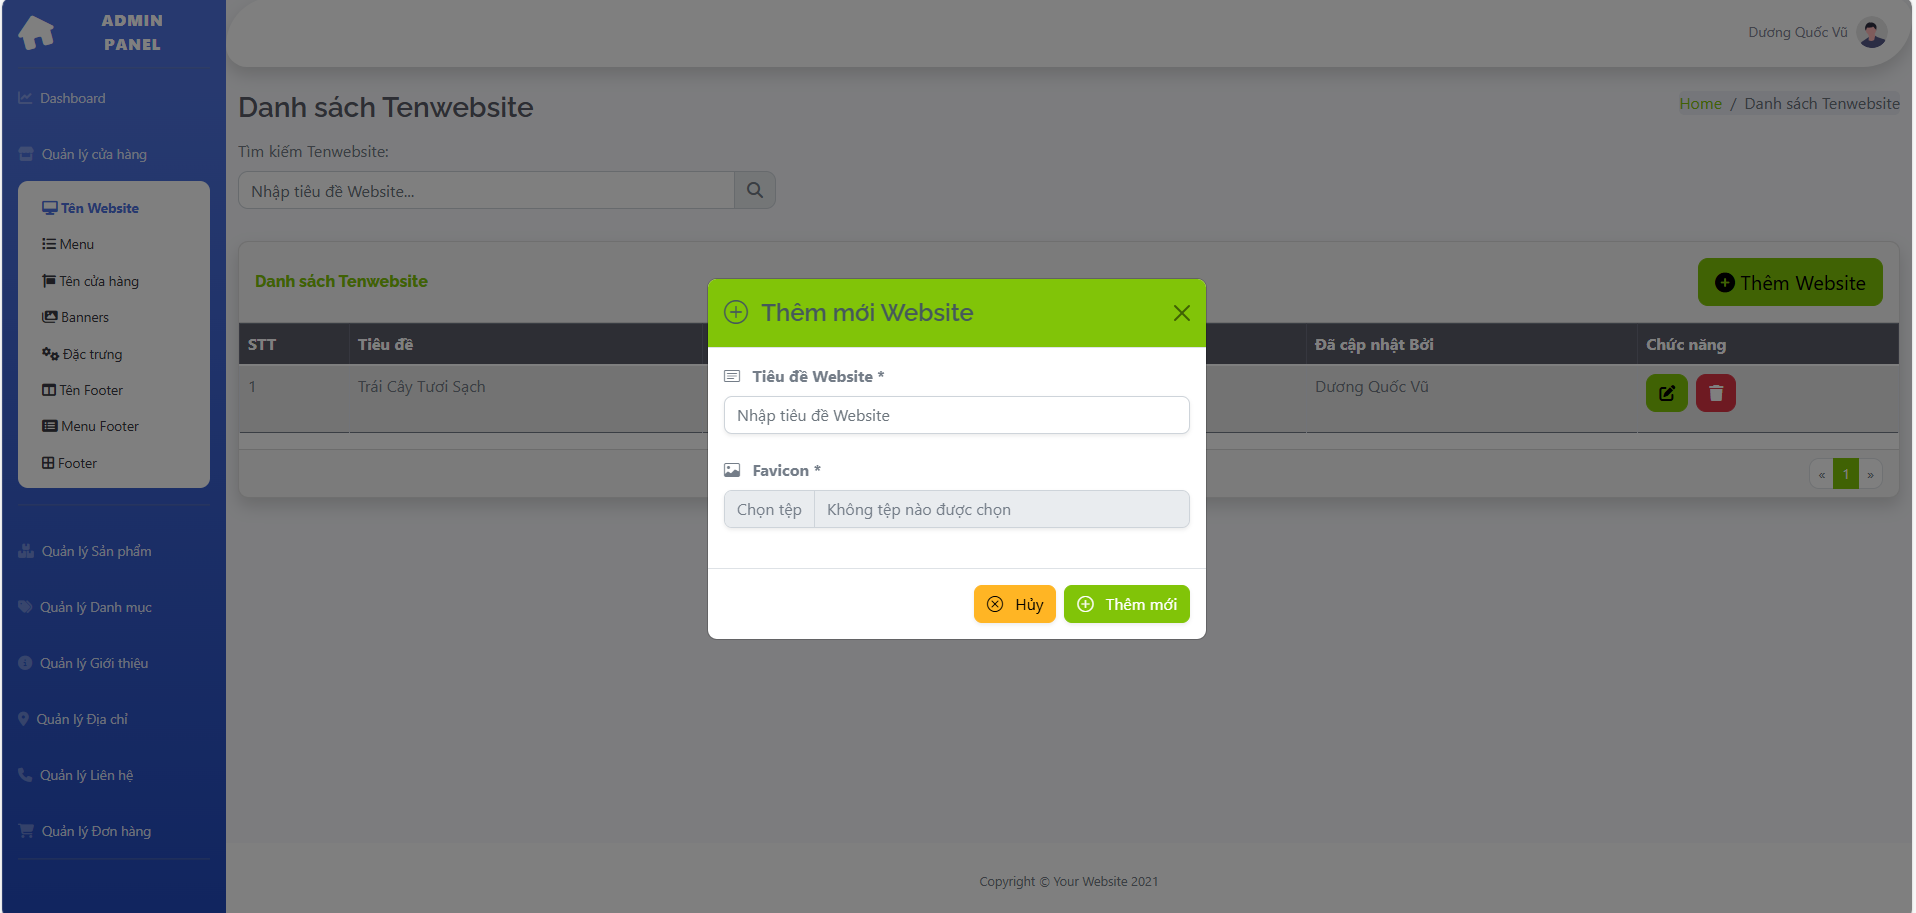 ADMIN
PANEL
Dương Quốc Vũ
Dashboard
Quản lý cửa hàng
Tên Website
Menu
Tên cửa hàng
Banners
Đặc trưng
Tên Footer
Menu Footer
Footer
Quản lý Sản phẩm
Quản lý Danh mục
Quản lý Giới thiệu
Quản lý Địa chỉ
Quản lý Liên hệ
Quản lý Đơn hàng
Danh sách Tenwebsite
Home / Danh sách Tenwebsite
Tìm kiếm Tenwebsite:
Nhập tiêu đề Website...
Danh sách Tenwebsite
Thêm Website
STT Tiêu đề Đã cập nhật Bởi Chức năng
1 Trái Cây Tươi Sạch Dương Quốc Vũ
« 1 »
Thêm mới Website
Tiêu đề Website *
Nhập tiêu đề Website
Favicon *
Chọn tệp Không tệp nào được chọn
Hủy Thêm mới
Copyright © Your Website 2021